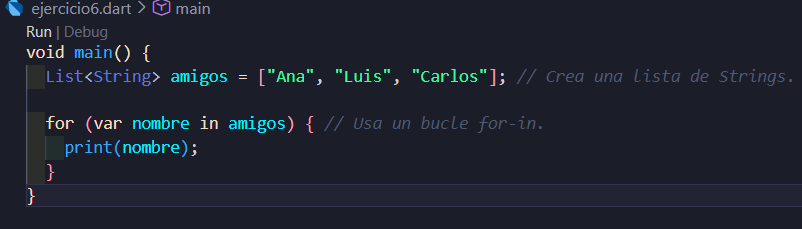 ejercicio6.dart > main
Run | Debug
void main() {
  List<String> amigos = ["Ana", "Luis", "Carlos"]; // Crea una lista de Strings.

  for (var nombre in amigos) { // Usa un bucle for-in.
    print(nombre);
  }
}